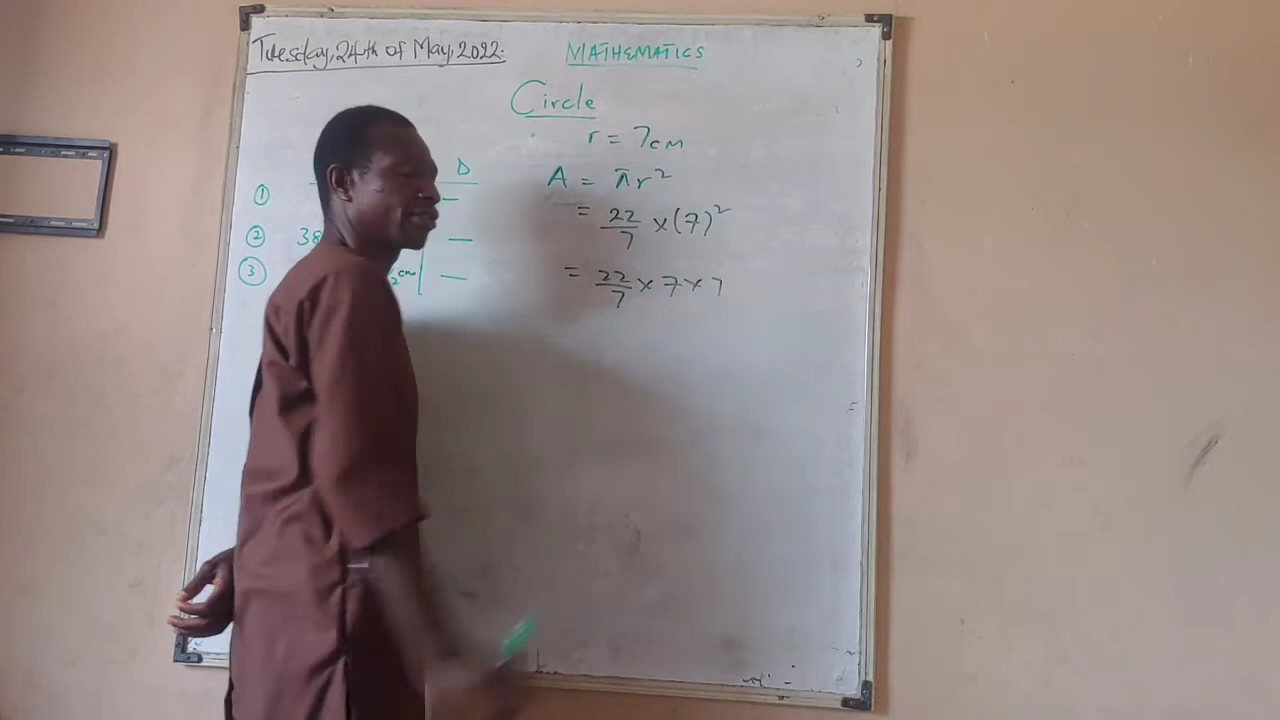 Tuesday, 24th of May, 2022.
MATHEMATICS
Circle
r = 7cm
D
A = πr²
① —
= 22/7 × (7)²
② 38 —
③ 2cm —
= 22/7 × 7 × 7